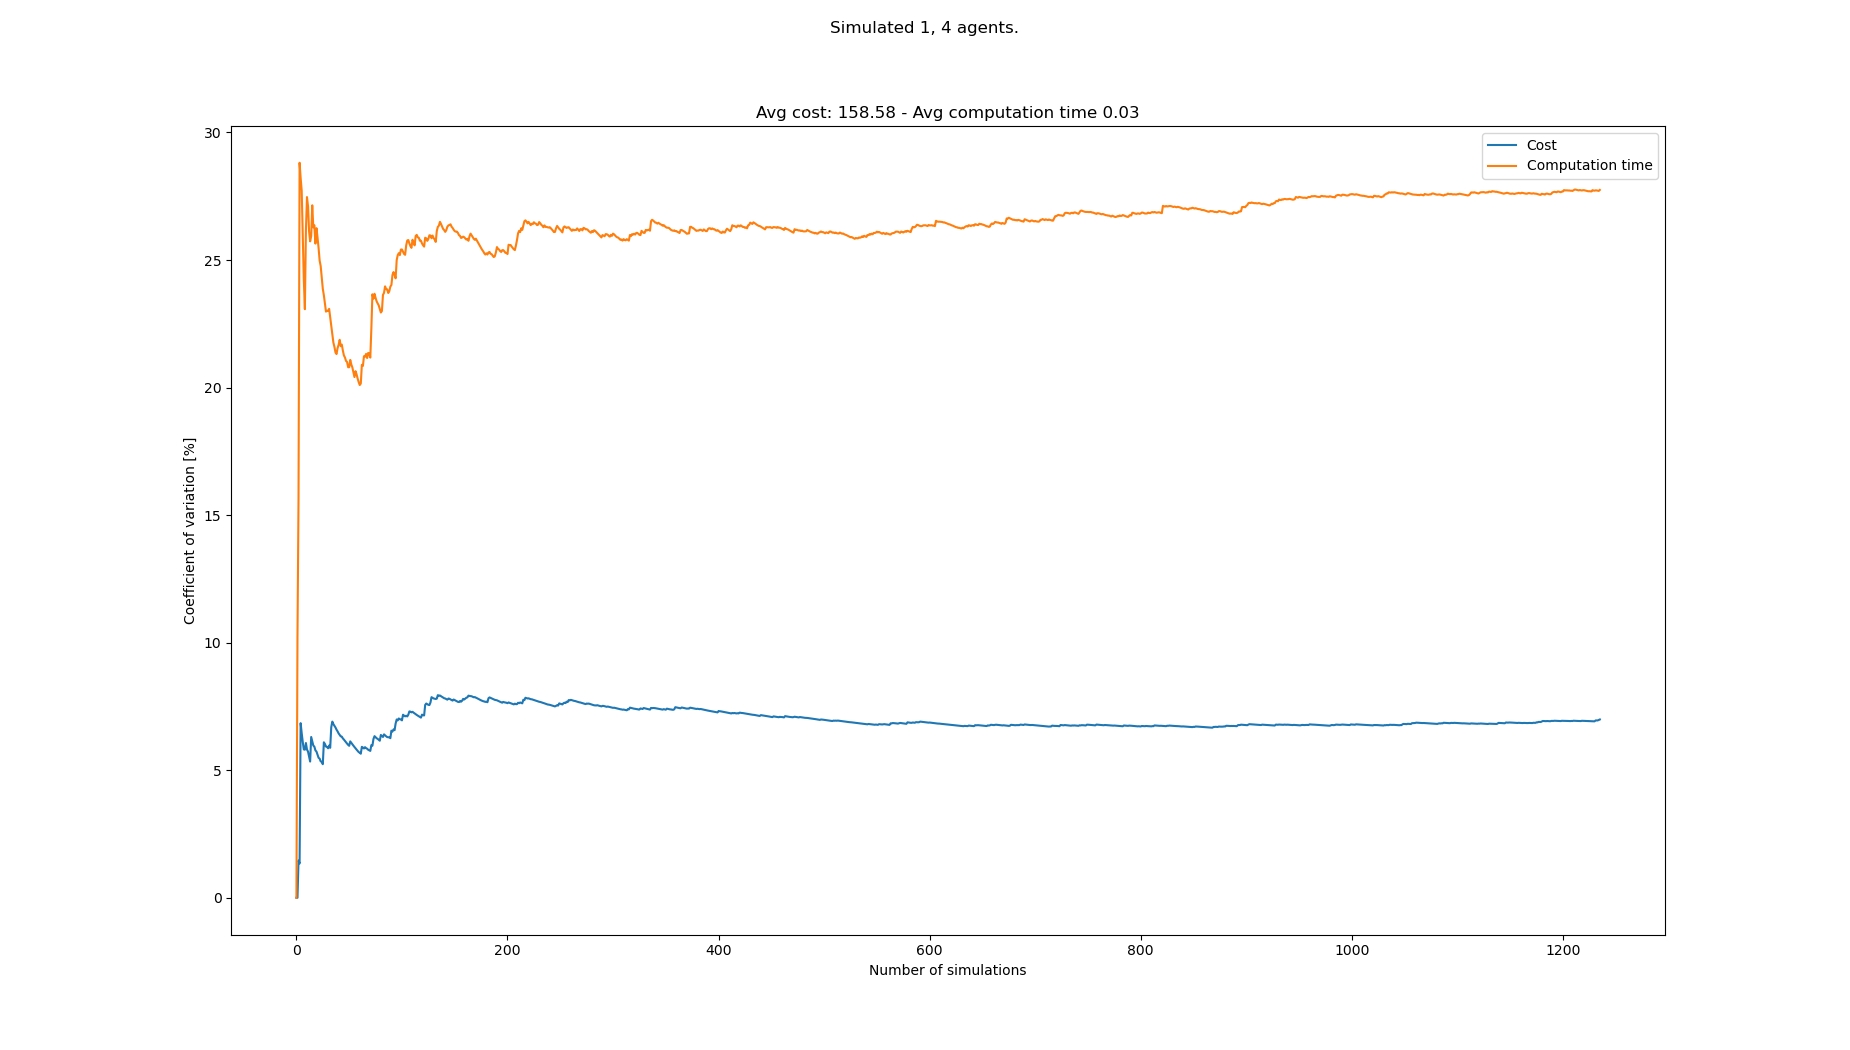 Simulated 1, 4 agents.
Avg cost: 158.58 - Avg computation time 0.03
Cost
Computation time
30
25
20
15
10
5
0
Coefficient of variation [%]
0 200 400 600 800 1000 1200
Number of simulations